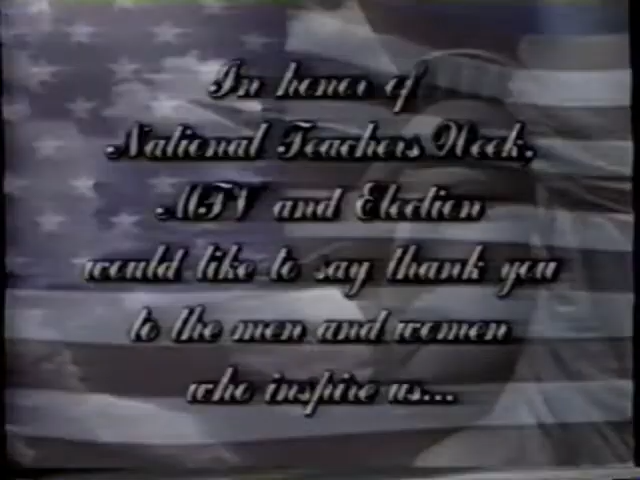 In honor of
National Teachers Week,
MTV and Election
would like to say thank you
to the men and women
who inspire us...